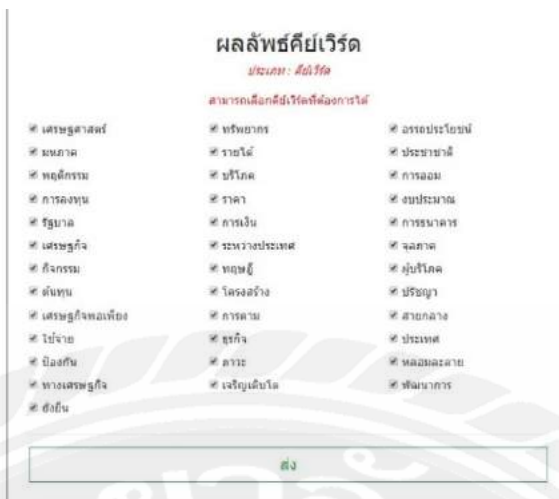 ผลลัพธ์คีย์เวิร์ด
ประเภท : คีย์เวิร์ด
สามารถเลือกคีย์เวิร์ดที่ต้องการได้
เศรษฐศาสตร์ ทรัพยากร อรรถประโยชน์
มหภาค รายได้ ประชาชาติ
พฤติกรรม บริโภค การออม
การลงทุน ราคา งบประมาณ
รัฐบาล การเงิน การธนาคาร
เศรษฐกิจ ระหว่างประเทศ จุลภาค
กิจกรรม ทฤษฎี ผู้บริโภค
ต้นทุน โครงสร้าง ปรัชญา
เศรษฐกิจพอเพียง การตาม สายกลาง
ใช้จ่าย ธุรกิจ ประเทศ
ป้องกัน ภาวะ หลอมละลาย
ทางเศรษฐกิจ เจริญเติบโต พัฒนาการ
ยั่งยืน
ส่ง